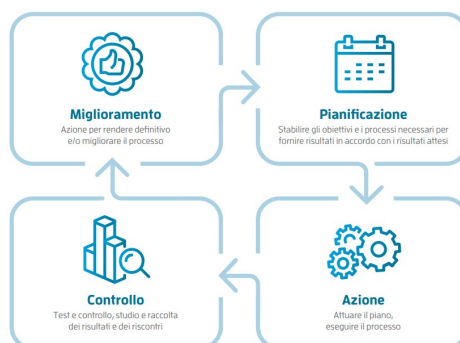 Miglioramento
Azione per rendere definitivo
e/o migliorare il processo
Pianificazione
Stabilire gli obiettivi e i processi necessari per
fornire risultati in accordo con i risultati attesi
Controllo
Test e controllo, studio e raccolta
dei risultati e dei riscontri
Azione
Attuare il piano,
eseguire il processo